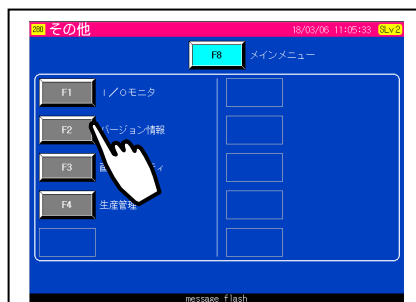 280 その他 18/03/06 11:05:33 SLv2
F8 メインメニュー
F1 I/Oモニタ
F2 バージョン情報
F3
F4 生産管理
message flash